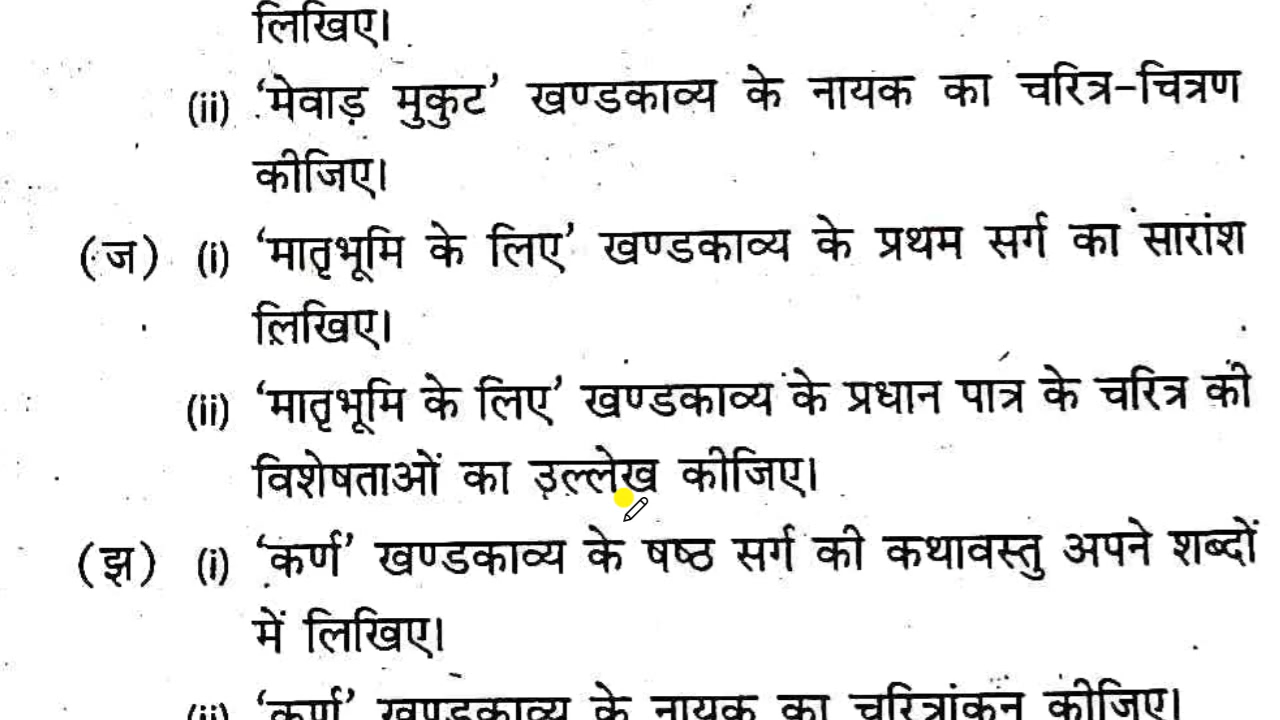 लिखिए।
(ii) ‘मेवाड़ मुकुट’ खण्डकाव्य के नायक का चरित्र-चित्रण
कीजिए।
(ज) (i) ‘मातृभूमि के लिए’ खण्डकाव्य के प्रथम सर्ग का सारांश
लिखिए।
(ii) ‘मातृभूमि के लिए’ खण्डकाव्य के प्रधान पात्र के चरित्र की
विशेषताओं का उल्लेख कीजिए।
(झ) (i) ‘कर्ण’ खण्डकाव्य के षष्ठ सर्ग की कथावस्तु अपने शब्दों
में लिखिए।
(ii) ‘कर्ण’ खण्डकाव्य के नायक का चरित्रांकन कीजिए।